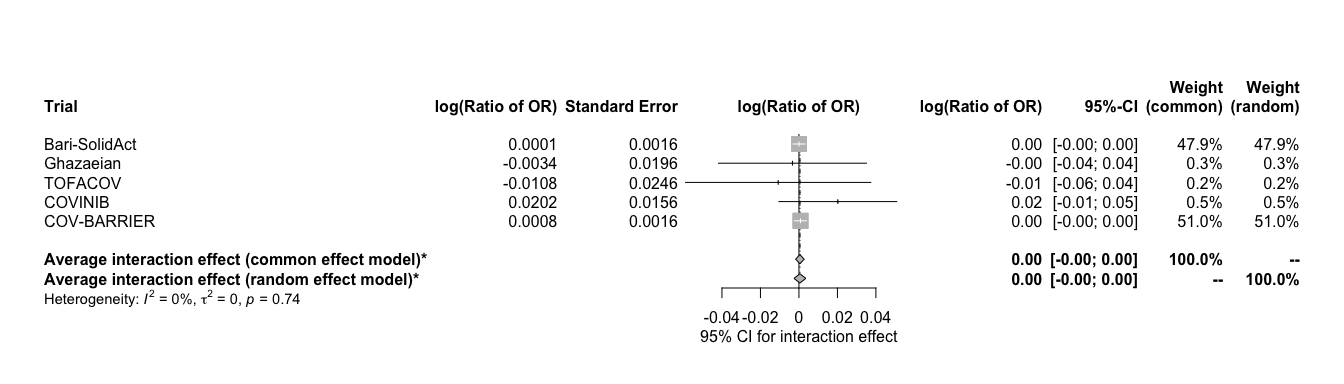 Weight Weight
Trial log(Ratio of OR) Standard Error log(Ratio of OR) log(Ratio of OR) 95%-CI (common) (random)
Bari-SolidAct 0.0001 0.0016 0.00 [-0.00; 0.00] 47.9% 47.9%
Ghazaeian -0.0034 0.0196 -0.00 [-0.04; 0.04] 0.3% 0.3%
TOFACOV -0.0108 0.0246 -0.01 [-0.06; 0.04] 0.2% 0.2%
COVINIB 0.0202 0.0156 0.02 [-0.01; 0.05] 0.5% 0.5%
COV-BARRIER 0.0008 0.0016 0.00 [-0.00; 0.00] 51.0% 51.0%
Average interaction effect (common effect model)* 0.00 [-0.00; 0.00] 100.0% --
Average interaction effect (random effect model)* 0.00 [-0.00; 0.00] -- 100.0%
Heterogeneity: I² = 0%, τ² = 0, p = 0.74
-0.04 -0.02 0 0.02 0.04
95% CI for interaction effect